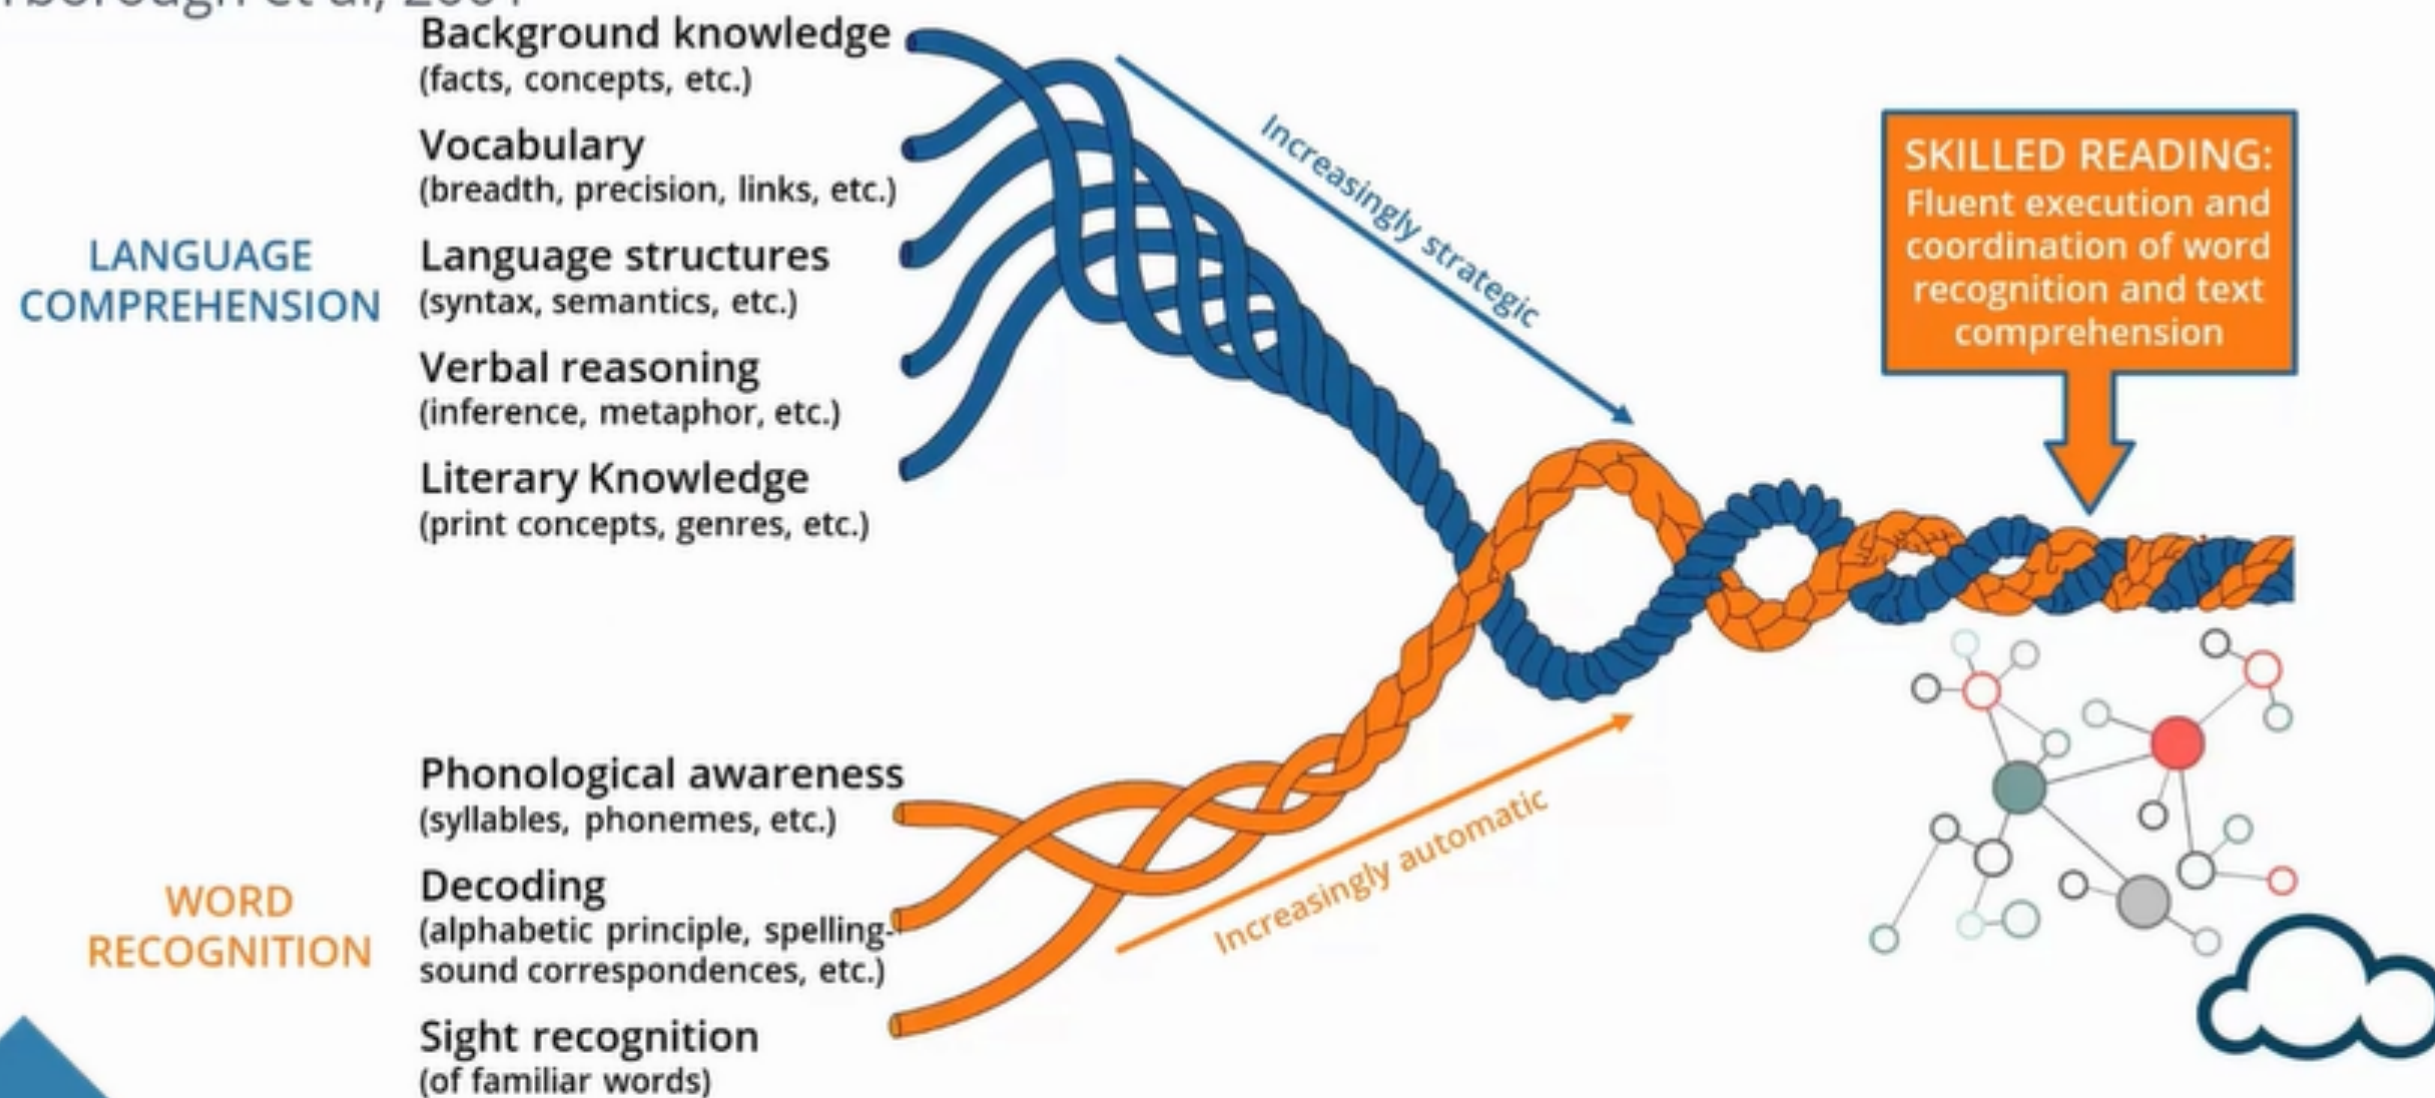 Background knowledge
(facts, concepts, etc.)
Vocabulary
(breadth, precision, links, etc.)
Language structures
(syntax, semantics, etc.)
Verbal reasoning
(inference, metaphor, etc.)
Literary Knowledge
(print concepts, genres, etc.)
LANGUAGE
COMPREHENSION
Increasingly strategic
SKILLED READING:
Fluent execution and
coordination of word
recognition and text
comprehension
Phonological awareness
(syllables, phonemes, etc.)
Decoding
(alphabetic principle, spelling-
sound correspondences, etc.)
Sight recognition
(of familiar words)
WORD
RECOGNITION
Increasingly automatic